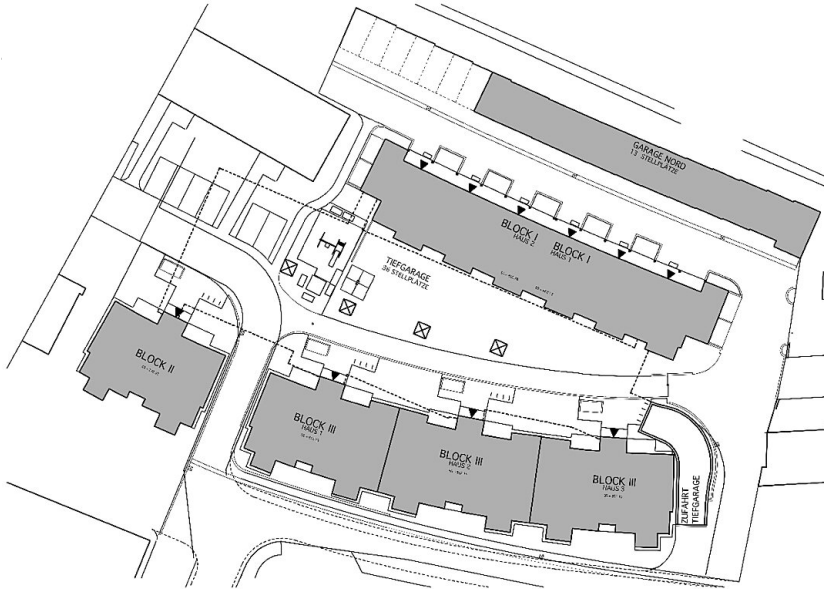 GARAGE NORD
13 STELLPLÄTZE
BLOCK I
HAUS 2
BLOCK I
HAUS 1
TIEFGARAGE
36 STELLPLÄTZE
BLOCK II
BLOCK III
HAUS 1
BLOCK III
HAUS 2
BLOCK III
HAUS 3
ZUFAHRT
TIEFGARAGE